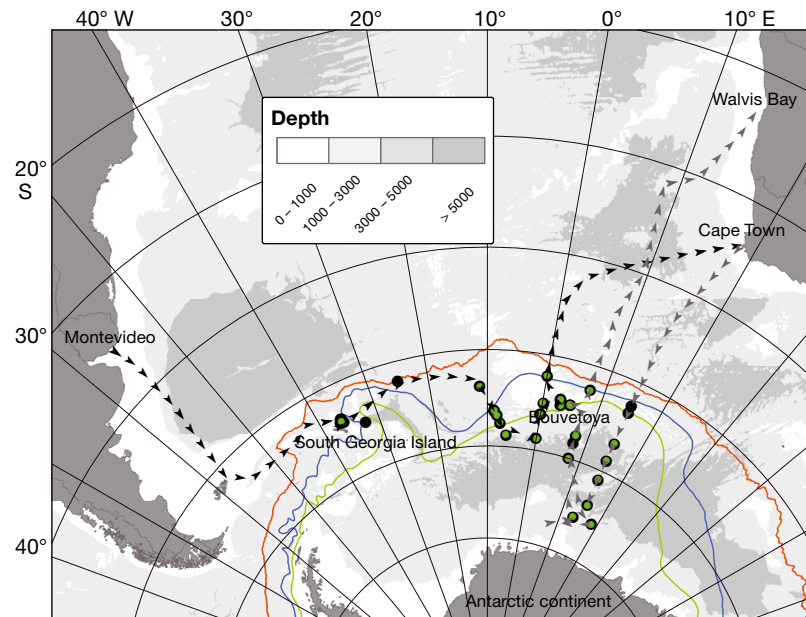 40° W
30°
20°
10°
0°
10° E
Walvis Bay
Depth
0 – 1000
1000 – 3000
3000 – 5000
> 5000
20°
S
Cape Town
30°
Montevideo
Bouvetøya
South Georgia Island
40°
Antarctic continent